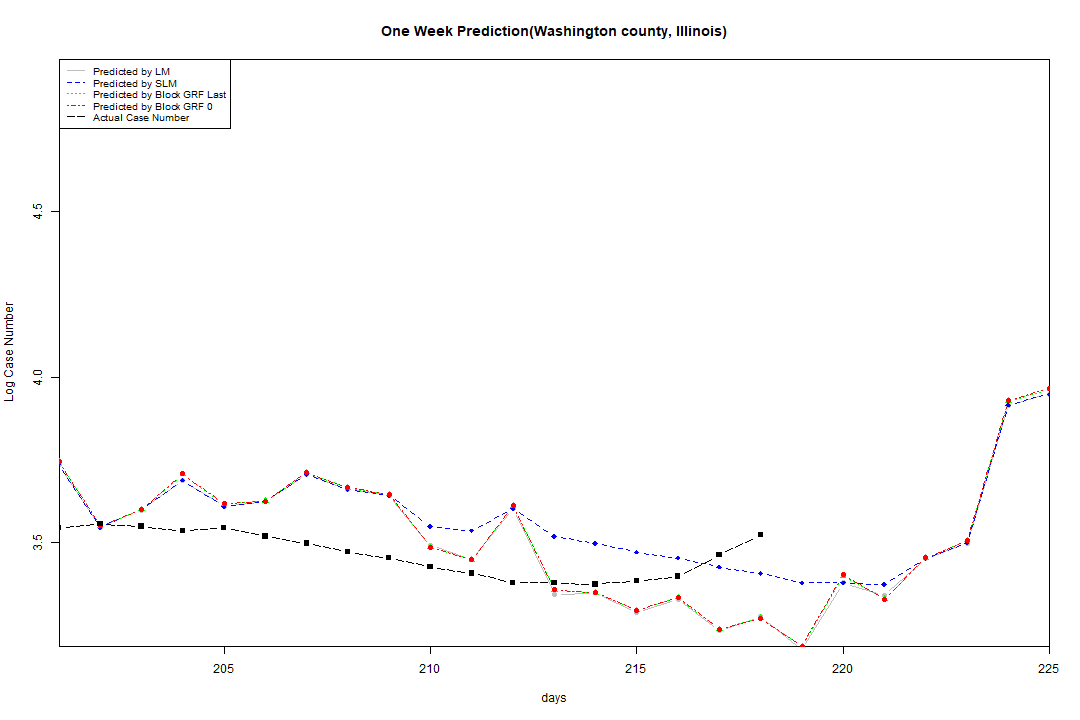 One Week Prediction(Washington county, Illinois)
Predicted by LM
Predicted by SLM
Predicted by Block GRF Last
Predicted by Block GRF 0
Actual Case Number
4.5
4.0
3.5
Log Case Number
205
210
215
220
225
days